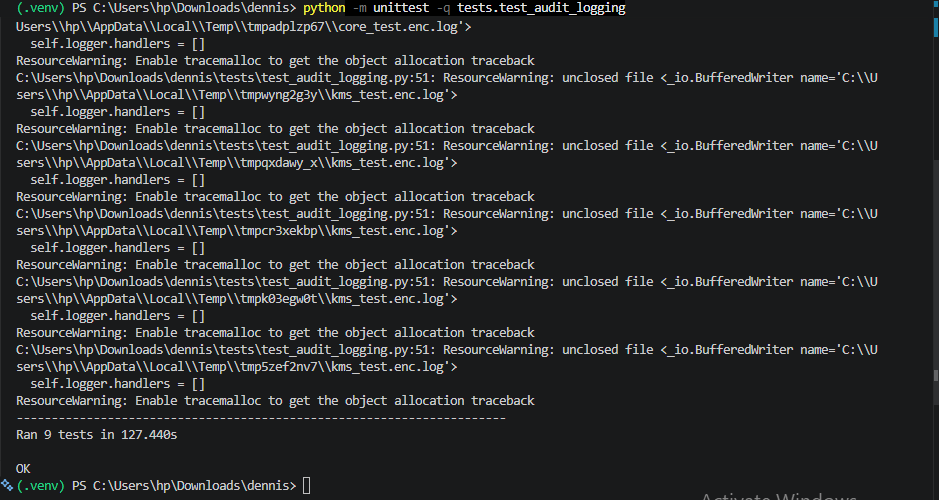 (.venv) PS C:\Users\hp\Downloads\dennis> python -m unittest -q tests.test_audit_logging
Users\\hp\\AppData\\Local\\Temp\\tmpadplzp67\\core_test.enc.log'>
  self.logger.handlers = []
ResourceWarning: Enable tracemalloc to get the object allocation traceback
C:\Users\hp\Downloads\dennis\tests\test_audit_logging.py:51: ResourceWarning: unclosed file <_io.BufferedWriter name='C:\\U
sers\\hp\\AppData\\Local\\Temp\\tmpwyng2g3y\\kms_test.enc.log'>
  self.logger.handlers = []
ResourceWarning: Enable tracemalloc to get the object allocation traceback
C:\Users\hp\Downloads\dennis\tests\test_audit_logging.py:51: ResourceWarning: unclosed file <_io.BufferedWriter name='C:\\U
sers\\hp\\AppData\\Local\\Temp\\tmpqxdawy_x\\kms_test.enc.log'>
  self.logger.handlers = []
ResourceWarning: Enable tracemalloc to get the object allocation traceback
C:\Users\hp\Downloads\dennis\tests\test_audit_logging.py:51: ResourceWarning: unclosed file <_io.BufferedWriter name='C:\\U
sers\\hp\\AppData\\Local\\Temp\\tmpcr3xekbp\\kms_test.enc.log'>
  self.logger.handlers = []
ResourceWarning: Enable tracemalloc to get the object allocation traceback
C:\Users\hp\Downloads\dennis\tests\test_audit_logging.py:51: ResourceWarning: unclosed file <_io.BufferedWriter name='C:\\U
sers\\hp\\AppData\\Local\\Temp\\tmpk03egw0t\\kms_test.enc.log'>
  self.logger.handlers = []
ResourceWarning: Enable tracemalloc to get the object allocation traceback
C:\Users\hp\Downloads\dennis\tests\test_audit_logging.py:51: ResourceWarning: unclosed file <_io.BufferedWriter name='C:\\U
sers\\hp\\AppData\\Local\\Temp\\tmp5zef2nv7\\kms_test.enc.log'>
  self.logger.handlers = []
ResourceWarning: Enable tracemalloc to get the object allocation traceback
----------------------------------------------------------------------
Ran 9 tests in 127.440s

OK
(.venv) PS C:\Users\hp\Downloads\dennis>
Activate Windows